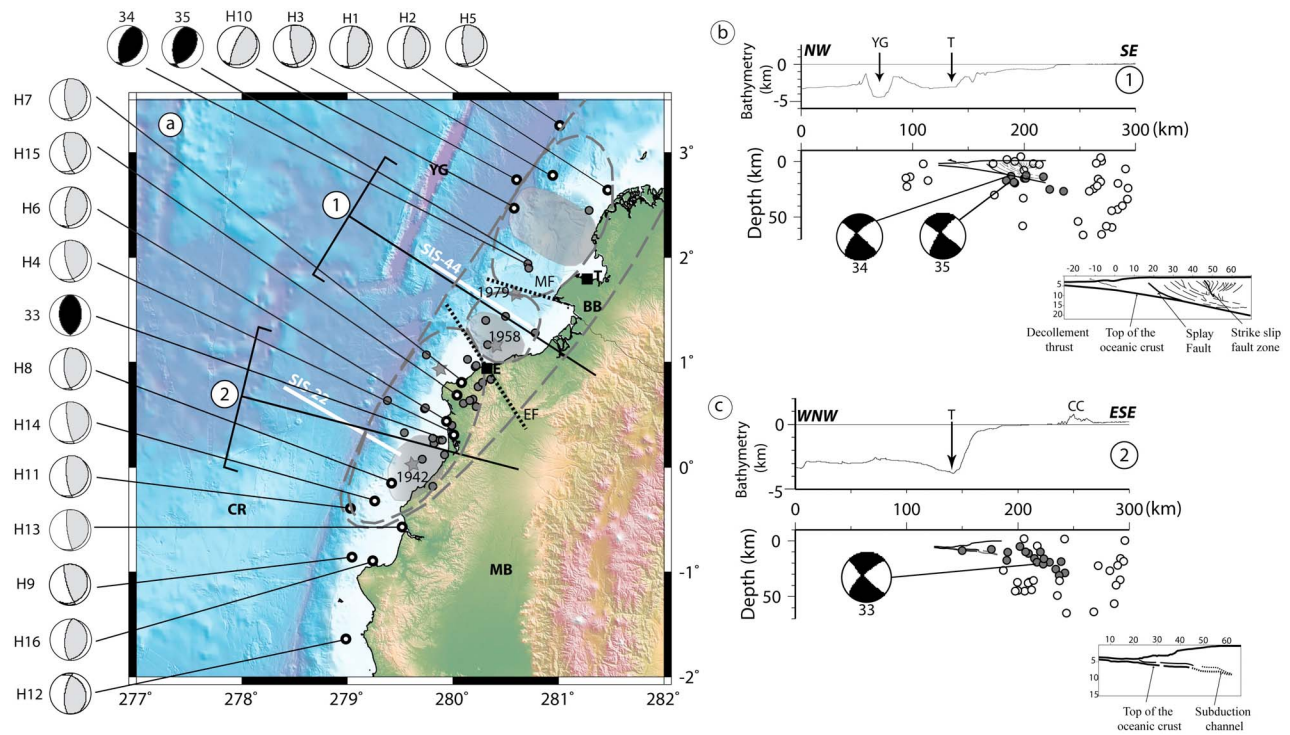 34
35
H10
H3
H1
H2
H5
H7
H15
H6
H4
33
H8
H14
H11
H13
H9
H16
H12
a
YG
1
SIS-44
MF
T
1979
BB
1958
E
2
SIS-22
EF
1942
CR
MB
3°
2°
1°
0°
-1°
-2°
277
278
279
280
281
282
b
NW
YG
T
SE
1
Bathymetry
(km)
0
-5
0
100
200
300 (km)
Depth (km)
0
50
34
35
-20
0
10
20
30
40
50
60
5
10
15
20
Decollement
thrust
Top of the
oceanic crust
Splay
Fault
Strike slip
fault zone
c
WNW
T
CC
ESE
2
Bathymetry
(km)
0
-5
0
100
200
300 (km)
Depth (km)
0
50
33
10
20
30
40
50
60
5
10
15
Top of the
oceanic crust
Subduction
channel